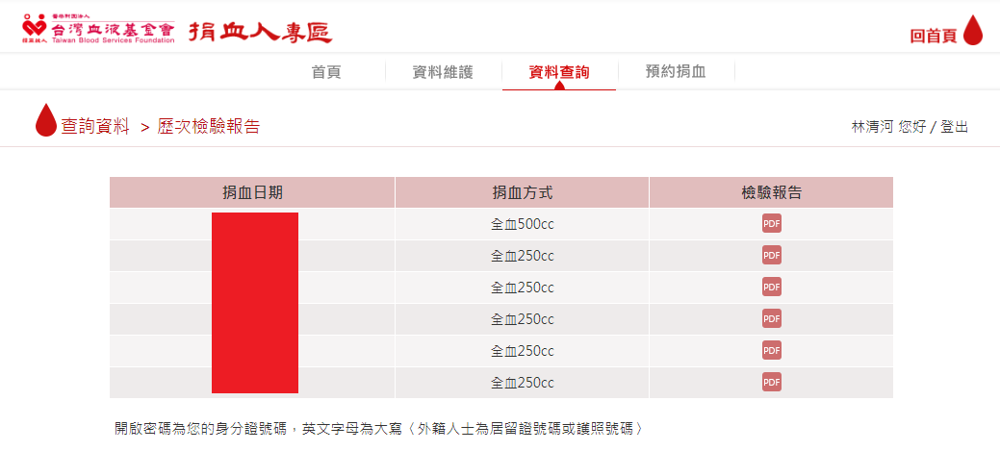 醫療財團法人
台灣血液基金會
捐血救人 Taiwan Blood Services Foundation
捐血人專區
回首頁
首頁 資料維護 資料查詢 預約捐血
查詢資料 > 歷次檢驗報告
林清河 您好 / 登出
捐血日期 捐血方式 檢驗報告
全血500cc PDF
全血250cc PDF
全血250cc PDF
全血250cc PDF
全血250cc PDF
全血250cc PDF
開啟密碼為您的身分證號碼，英文字母為大寫（外籍人士為居留證號碼或護照號碼）